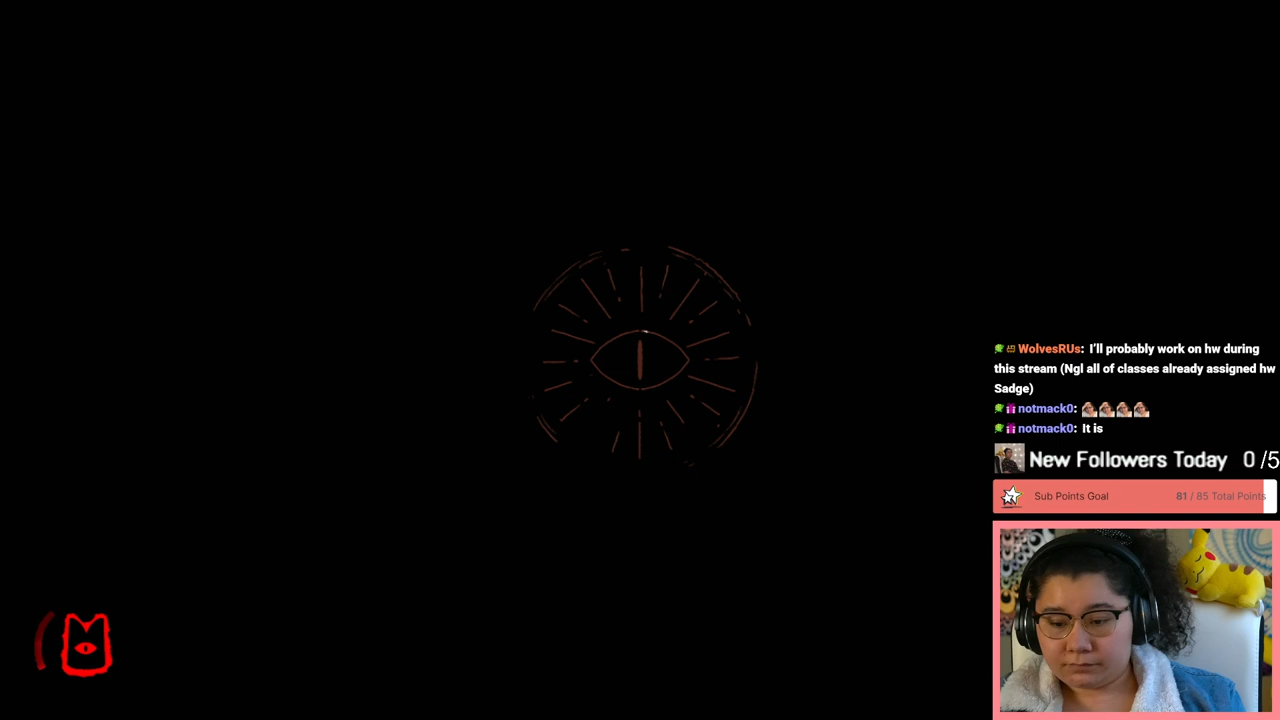 WolvesRUs: I'll probably work on hw during
this stream (Ngl all of classes already assigned hw
Sadge)
notmack0:
notmack0: It is
New Followers Today 0 /5
Sub Points Goal 81 / 85 Total Points